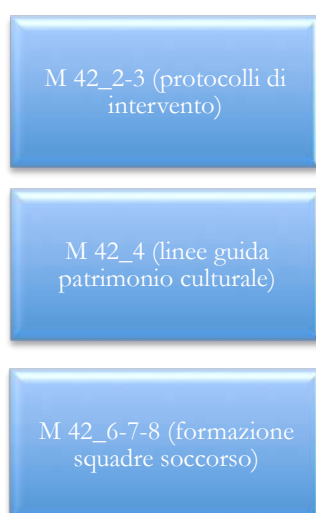 M 42_2-3 (protocolli di
intervento)
M 42_4 (linee guida
patrimonio culturale)
M 42_6-7-8 (formazione
squadre soccorso)